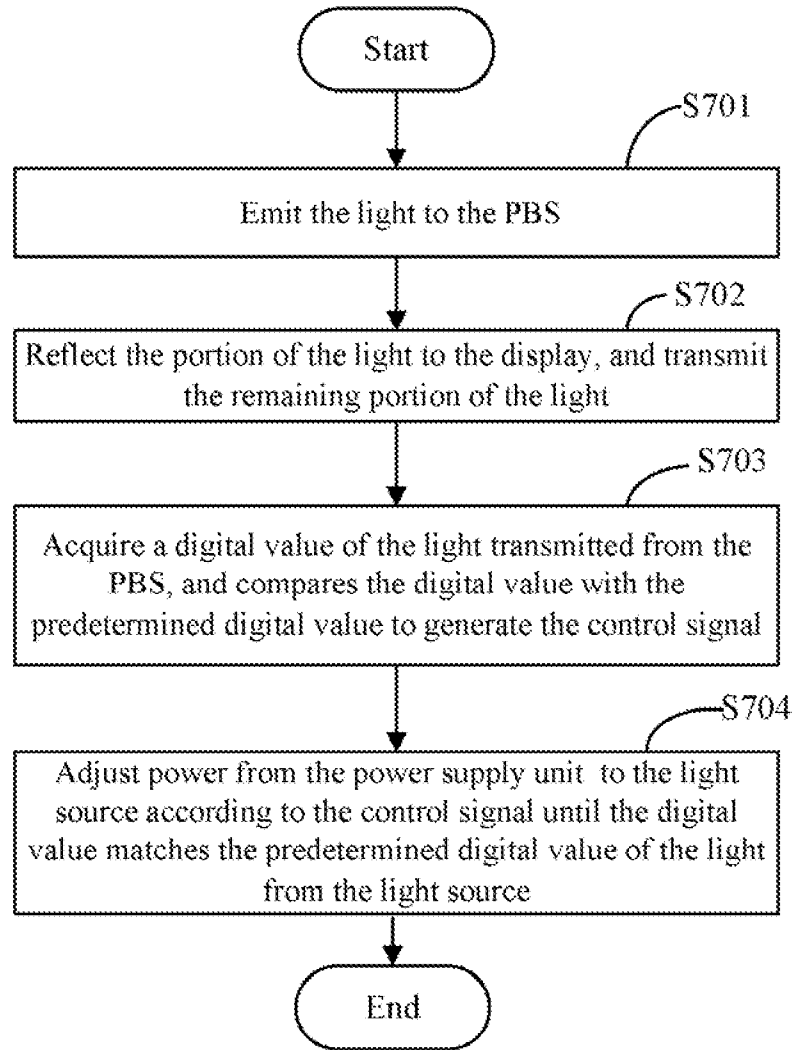 Start
S701
Emit the light to the PBS
S702
Reflect the portion of the light to the display, and transmit
the remaining portion of the light
S703
Acquire a digital value of the light transmitted from the
PBS, and compares the digital value with the
predetermined digital value to generate the control signal
S704
Adjust power from the power supply unit to the light
source according to the control signal until the digital
value matches the predetermined digital value of the light
from the light source
End